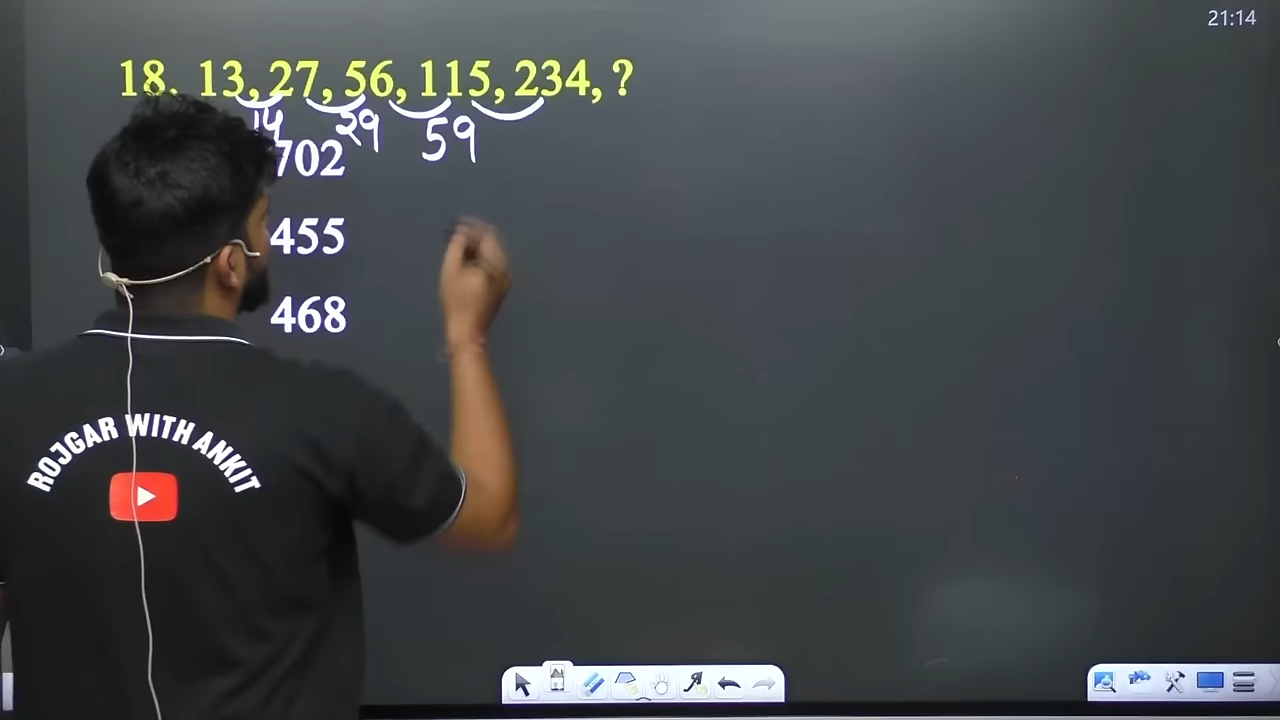 21:14
18. 13, 27, 56, 115, 234, ?
14 29 59
702
455
468
ROJGAR WITH ANKIT